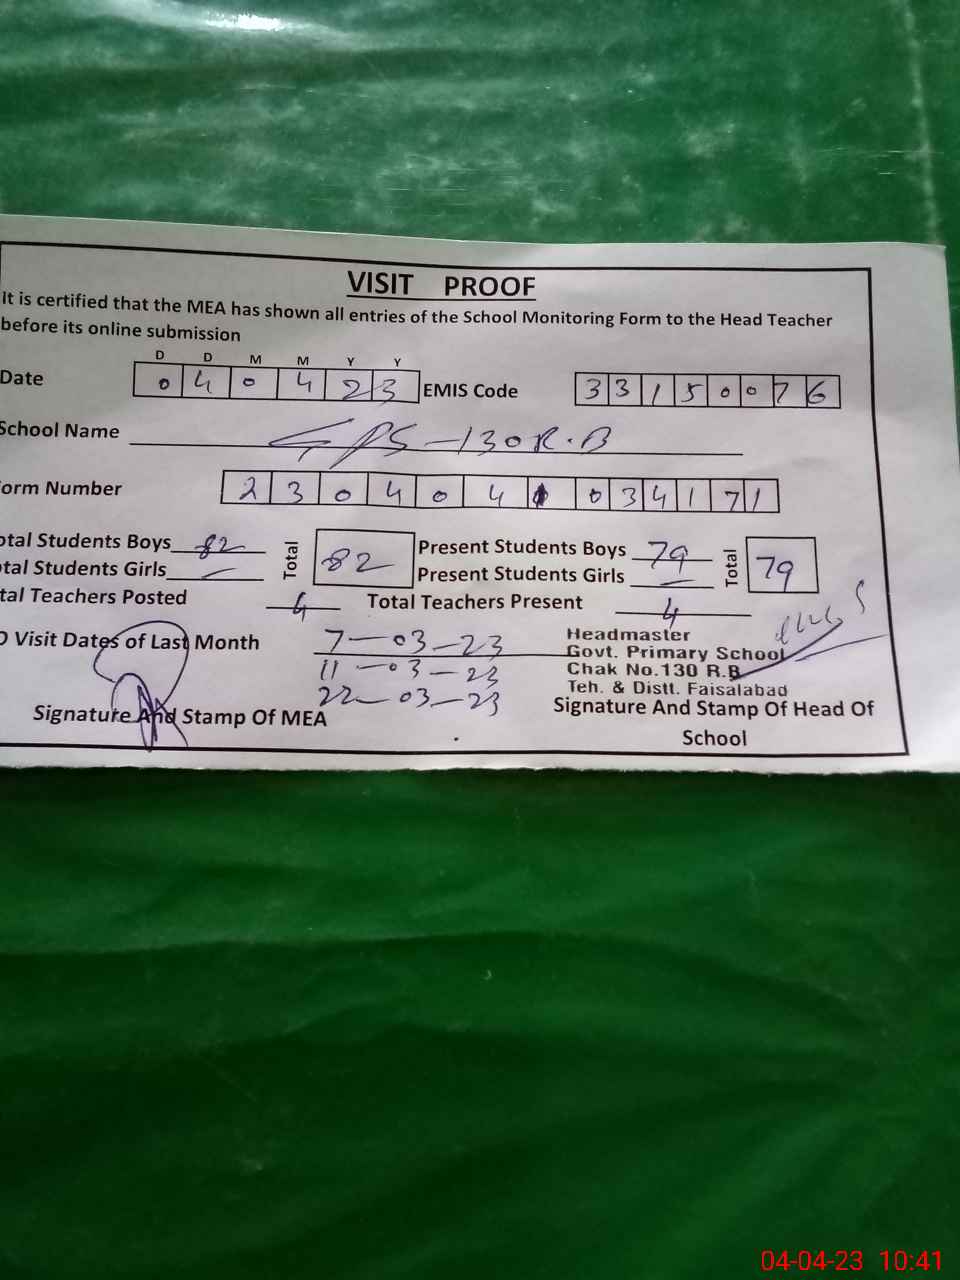 VISIT PROOF
It is certified that the MEA has shown all entries of the School Monitoring Form to the Head Teacher
before its online submission
D D M M Y Y
Date 0 4 0 4 2 3 EMIS Code 3 3 1 5 0 0 7 6
School Name GPS-130R.B
orm Number 2 3 0 4 0 4 0 0 3 4 1 7 1
otal Students Boys 82 Total 82 Present Students Boys 79 Total 79
otal Students Girls — Present Students Girls —
tal Teachers Posted 4 Total Teachers Present 4
O Visit Dates of Last Month 7-03-23
11-03-23
22-03-23
Headmaster
Govt. Primary School
Chak No.130 R.B
Teh. & Distt. Faisalabad
Signature And Stamp Of MEA
Signature And Stamp Of Head Of
School
04-04-23 10:41